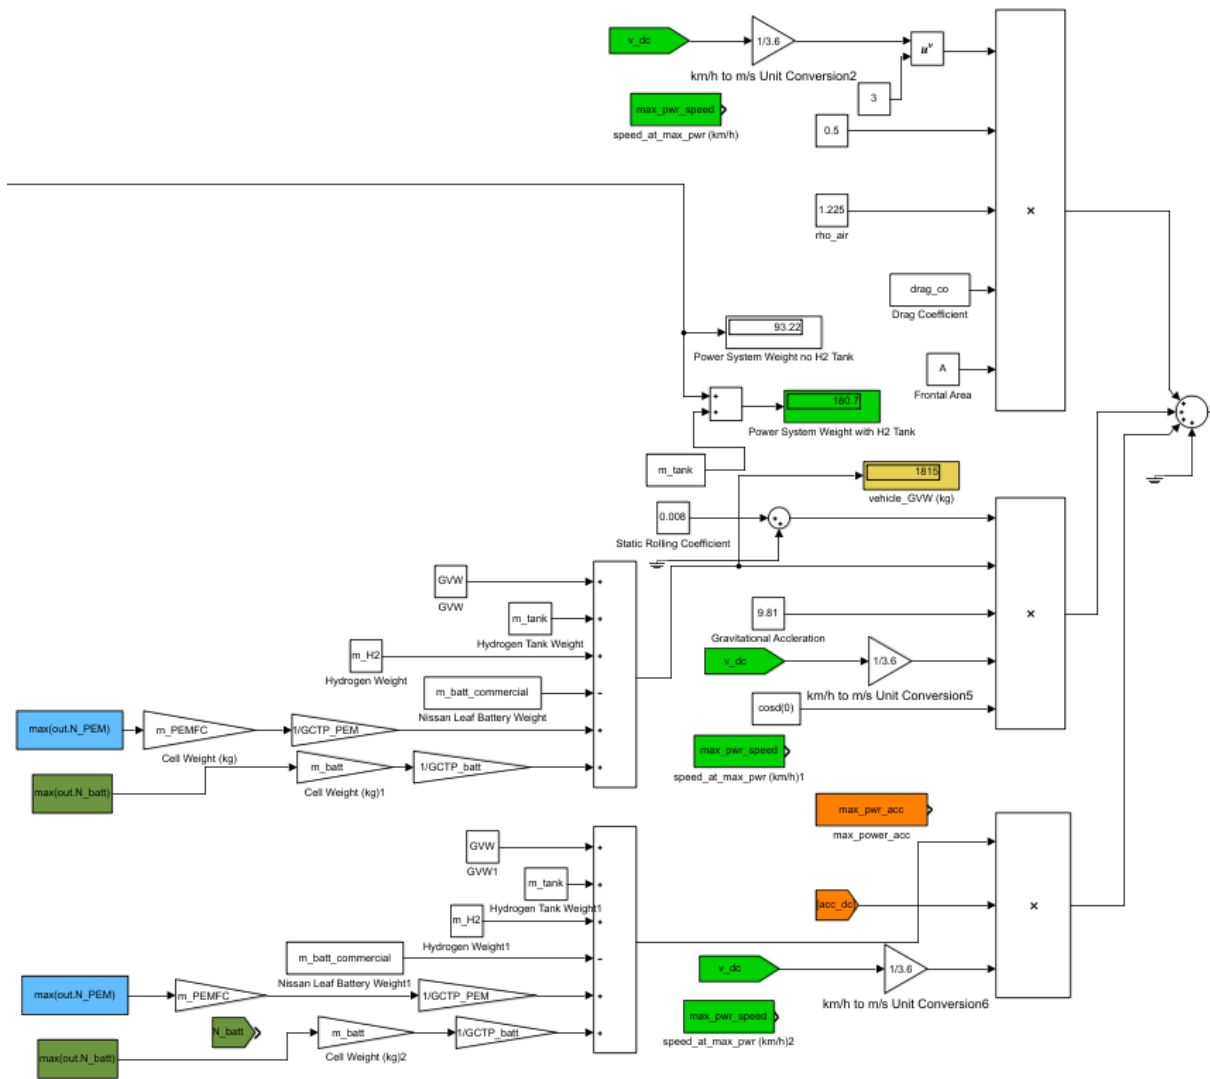 v_dc
1/3.6
u^v
km/h to m/s Unit Conversion2
3
max_pwr_speed
speed_at_max_pwr (km/h)
0.5
×
1.225
rho_air
drag_co
Drag Coefficient
93.22
Power System Weight no H2 Tank
A
Frontal Area
+
+
180.7
Power System Weight with H2 Tank
+
+
+
+
m_tank
1815
vehicle_GVW (kg)
0.008
+
+
Static Rolling Coefficient
GVW
GVW
+
m_tank
+
Hydrogen Tank Weight
9.81
Gravitational Accleration
×
m_H2
+
Hydrogen Weight
v_dc
1/3.6
km/h to m/s Unit Conversion5
m_batt_commercial
−
Nissan Leaf Battery Weight
cosd(0)
max(out.N_PEM)
m_PEMFC
1/GCTP_PEM
+
Cell Weight (kg)
max_pwr_speed
speed_at_max_pwr (km/h)1
max(out.N_batt)
m_batt
1/GCTP_batt
+
Cell Weight (kg)1
max_pwr_acc
max_power_acc
GVW
+
GVW1
m_tank
+
Hydrogen Tank Weight1
[acc_dc]
×
m_H2
+
Hydrogen Weight1
m_batt_commercial
−
Nissan Leaf Battery Weight1
v_dc
1/3.6
km/h to m/s Unit Conversion6
max(out.N_PEM)
m_PEMFC
1/GCTP_PEM
+
max_pwr_speed
speed_at_max_pwr (km/h)2
N_batt
m_batt
1/GCTP_batt
+
Cell Weight (kg)2
max(out.N_batt)